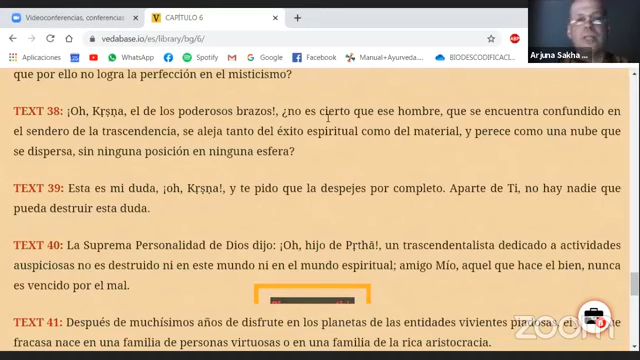 Videoconferencias, conferencias
CAPÍTULO 6
vedabase.io/es/library/bg/6/
ABP
Aplicaciones
YouTube
WhatsApp
Facebook
Google
Manual+Ayurveda
BIODESCODIFICACI
Arjuna Sakha
que por ello no logra la perfección en el misticismo?
TEXT 38: ¡Oh, Kṛṣṇa, el de los poderosos brazos!, ¿no es cierto que ese hombre, que se encuentra confundido en
el sendero de la trascendencia, se aleja tanto del éxito espiritual como del material, y perece como una nube que
se dispersa, sin ninguna posición en ninguna esfera?
TEXT 39: Esta es mi duda, ¡oh, Kṛṣṇa!, y te pido que la despejes por completo. Aparte de Ti, no hay nadie que
pueda destruir esta duda.
TEXT 40: La Suprema Personalidad de Dios dijo: ¡Oh, hijo de Pṛthā!, un trascendentalista dedicado a actividades
auspiciosas no es destruido ni en este mundo ni en el mundo espiritual; amigo Mío, aquel que hace el bien, nunca
es vencido por el mal.
TEXT 41: Después de muchísimos años de disfrute en los planetas de las entidades vivientes piadosas, el
fracasa nace en una familia de personas virtuosas o en una familia de la rica aristocracia.
zoom